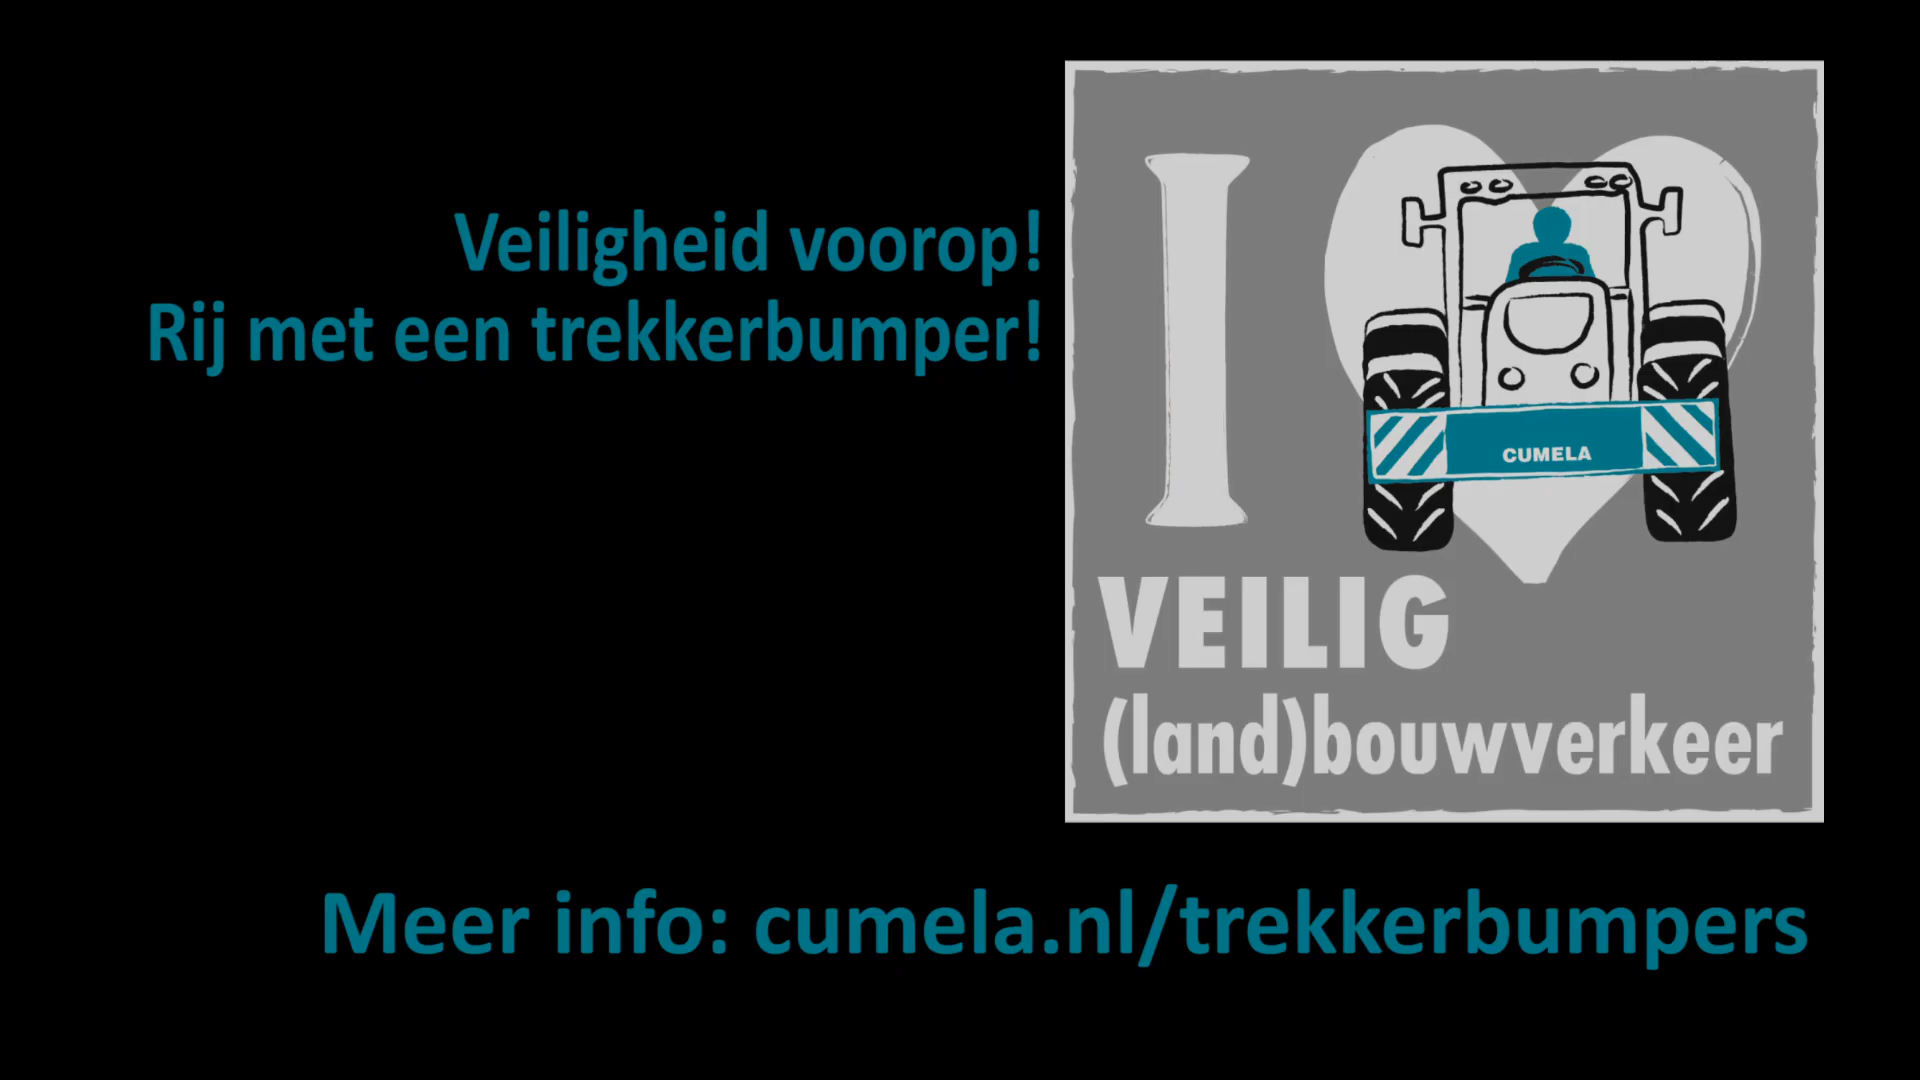 Veiligheid voorop!
Rij met een trekkerbumper!
I
CUMELA
VEILIG
(land)bouwverkeer
Meer info: cumela.nl/trekkerbumpers